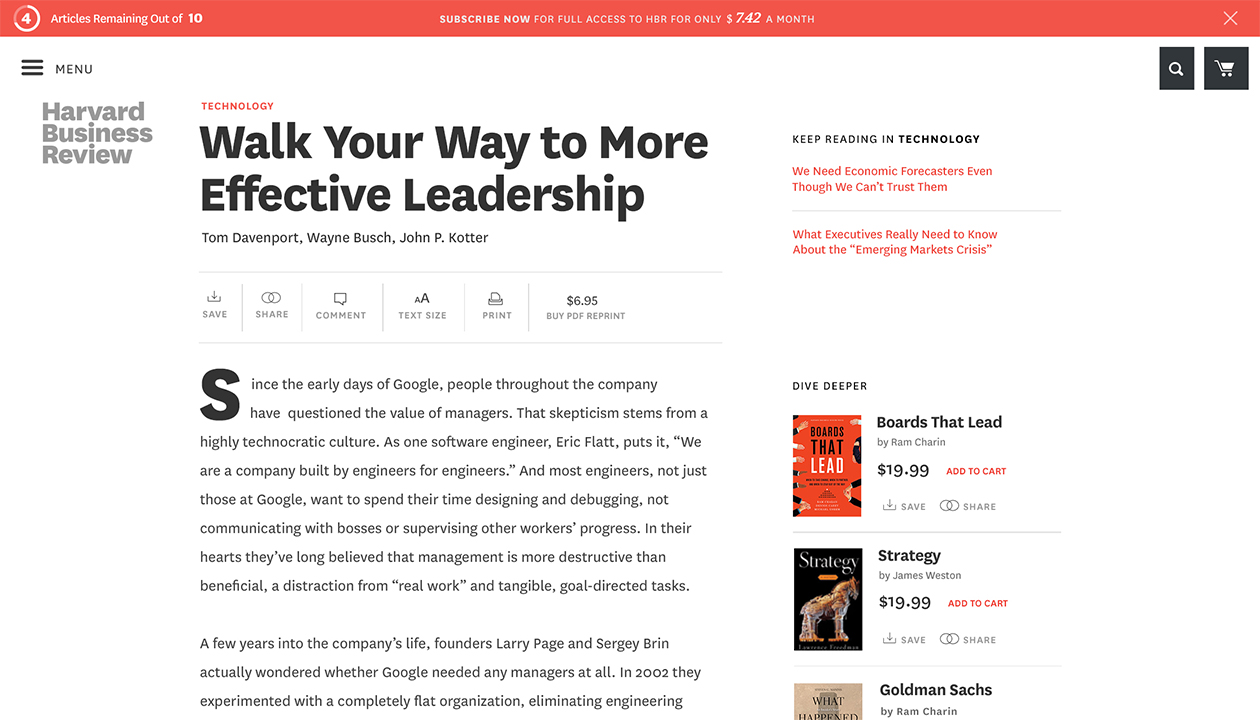 4 Articles Remaining Out of 10
SUBSCRIBE NOW FOR FULL ACCESS TO HBR FOR ONLY $ 7.42 A MONTH
MENU
Harvard
Business
Review
TECHNOLOGY
Walk Your Way to More
Effective Leadership
Tom Davenport, Wayne Busch, John P. Kotter
SAVE
SHARE
COMMENT
AA
TEXT SIZE
PRINT
$6.95
BUY PDF REPRINT
Since the early days of Google, people throughout the company
have questioned the value of managers. That skepticism stems from a
highly technocratic culture. As one software engineer, Eric Flatt, puts it, “We
are a company built by engineers for engineers.” And most engineers, not just
those at Google, want to spend their time designing and debugging, not
communicating with bosses or supervising other workers’ progress. In their
hearts they’ve long believed that management is more destructive than
beneficial, a distraction from “real work” and tangible, goal-directed tasks.
A few years into the company’s life, founders Larry Page and Sergey Brin
actually wondered whether Google needed any managers at all. In 2002 they
experimented with a completely flat organization, eliminating engineering
KEEP READING IN TECHNOLOGY
We Need Economic Forecasters Even
Though We Can’t Trust Them
What Executives Really Need to Know
About the “Emerging Markets Crisis”
DIVE DEEPER
BOARDS
THAT
LEAD
Boards That Lead
by Ram Charin
$19.99 ADD TO CART
SAVE SHARE
Strategy
Lawrence Freedman
Strategy
by James Weston
$19.99 ADD TO CART
SAVE SHARE
WHAT
HAPPENED
Goldman Sachs
by Ram Charin